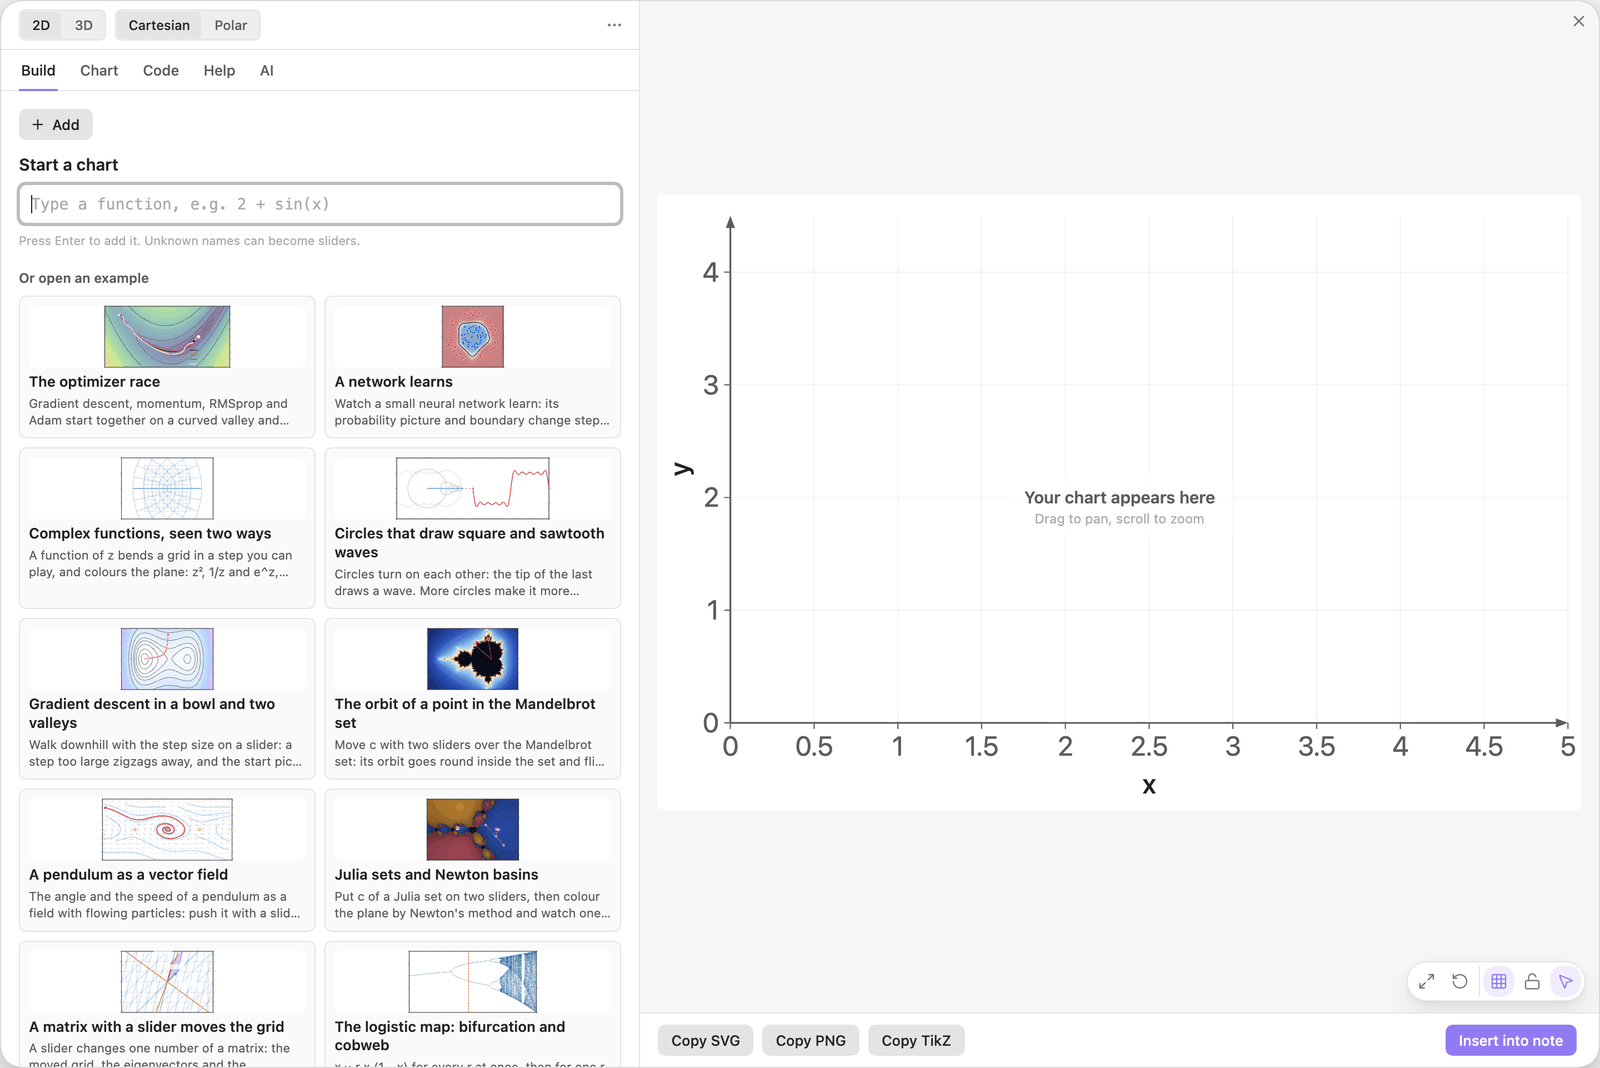 2D 3D Cartesian Polar
Build Chart Code Help AI
+ Add
Start a chart
Type a function, e.g. 2 + sin(x)
Press Enter to add it. Unknown names can become sliders.
Or open an example
The optimizer race
Gradient descent, momentum, RMSprop and
Adam start together on a curved valley and...
A network learns
Watch a small neural network learn: its
probability picture and boundary change step...
Complex functions, seen two ways
A function of z bends a grid in a step you can
play, and colours the plane: z², 1/z and e^z,...
Circles that draw square and sawtooth
waves
Circles turn on each other: the tip of the last
draws a wave. More circles make it more...
Gradient descent in a bowl and two
valleys
Walk downhill with the step size on a slider: a
step too large zigzags away, and the start pic...
The orbit of a point in the Mandelbrot
set
Move c with two sliders over the Mandelbrot
set: its orbit goes round inside the set and fli...
A pendulum as a vector field
The angle and the speed of a pendulum as a
field with flowing particles: push it with a slid...
Julia sets and Newton basins
Put c of a Julia set on two sliders, then colour
the plane by Newton's method and watch one...
A matrix with a slider moves the grid
A slider changes one number of a matrix: the
moved grid, the eigenvectors and the
The logistic map: bifurcation and
cobweb
4
3
y
2
1
0
Your chart appears here
Drag to pan, scroll to zoom
0 0.5 1 1.5 2 2.5 3 3.5 4 4.5 5
x
Copy SVG Copy PNG Copy TikZ Insert into note